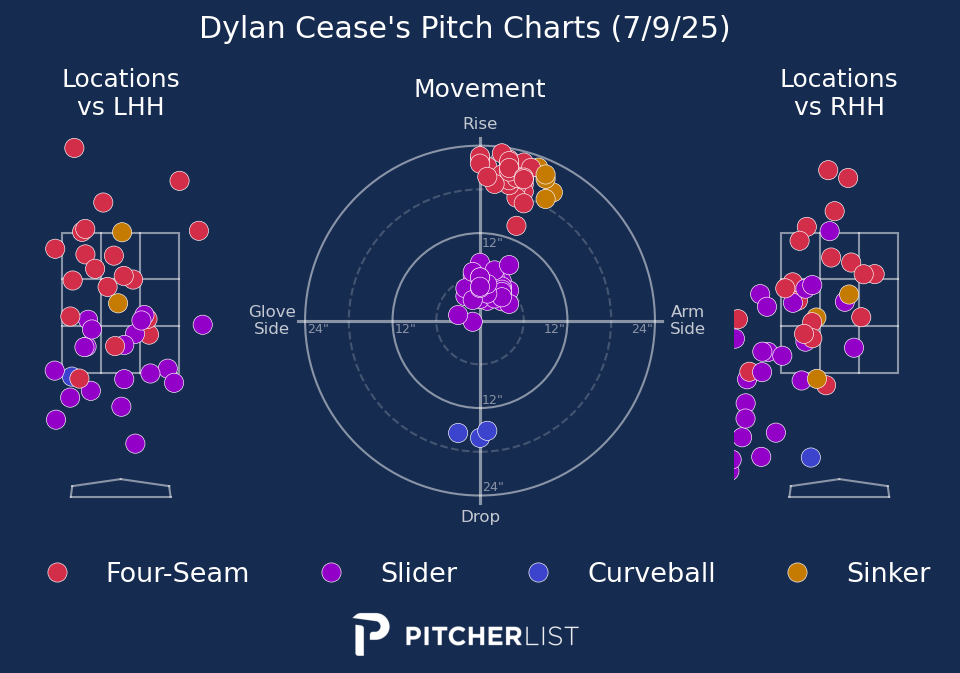 Dylan Cease's Pitch Charts (7/9/25)
Locations
vs LHH
Movement
Locations
vs RHH
Rise
12"
Glove
Side
24"
12"
12"
24"
Arm
Side
12"
24"
Drop
Four-Seam
Slider
Curveball
Sinker
PITCHERLIST